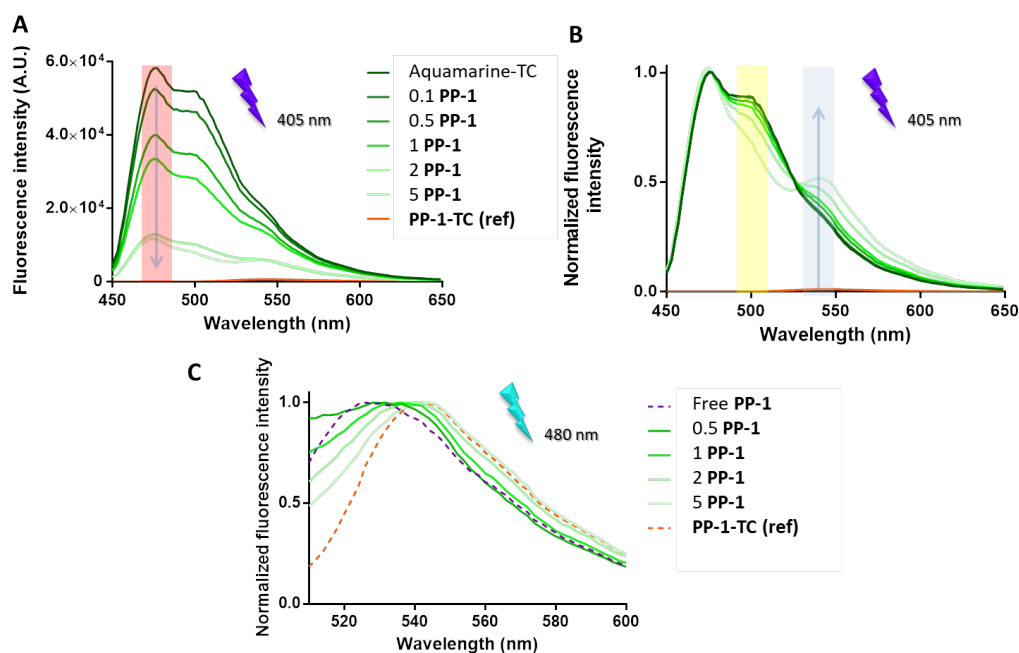 A
Fluorescence intensity (A.U.)
6.0×10⁴
4.0×10⁴
2.0×10⁴
0
450
500
550
600
650
Wavelength (nm)
405 nm
Aquamarine-TC
0.1 PP-1
0.5 PP-1
1 PP-1
2 PP-1
5 PP-1
PP-1-TC (ref)
B
Normalized fluorescence
intensity
1.0
0.5
0.0
450
500
550
600
650
Wavelength (nm)
405 nm
C
Normalized fluorescence intensity
1.0
0.5
0.0
520
540
560
580
600
Wavelength (nm)
480 nm
Free PP-1
0.5 PP-1
1 PP-1
2 PP-1
5 PP-1
PP-1-TC (ref)